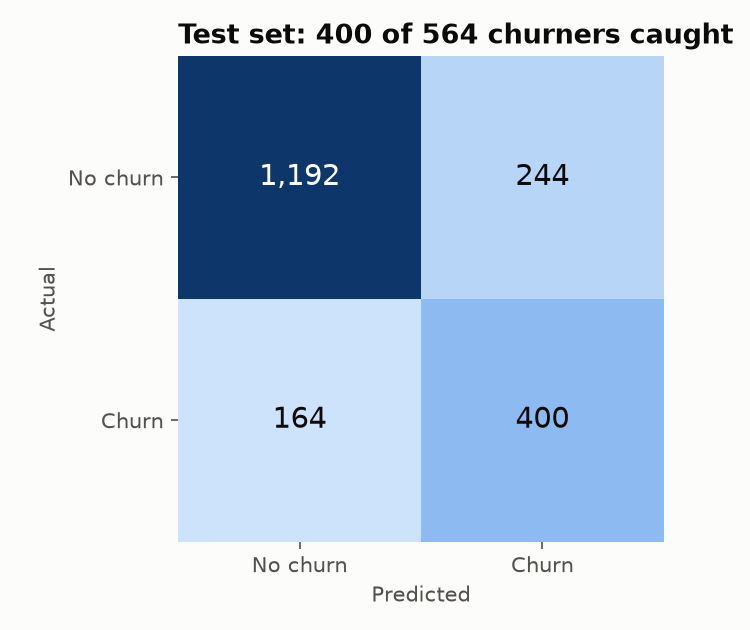 Test set: 400 of 564 churners caught
No churn
1,192
244
Actual
Churn
164
400
No churn
Churn
Predicted